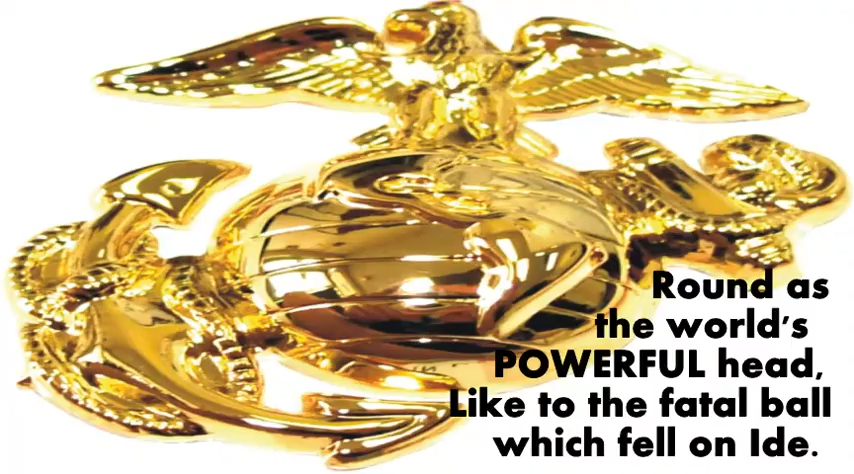 Round as
the world's
POWERFUL head,
Like to the fatal ball
which fell on Ide.